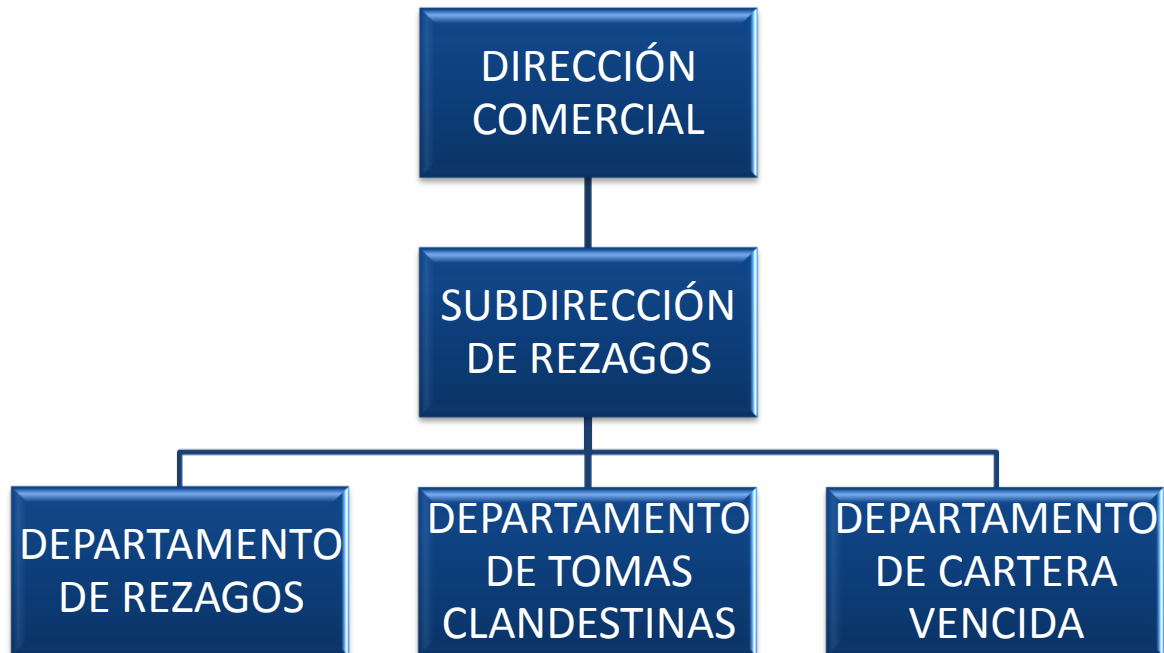 DIRECCIÓN
COMERCIAL
SUBDIRECCIÓN
DE REZAGOS
DEPARTAMENTO
DE REZAGOS
DEPARTAMENTO
DE TOMAS
CLANDESTINAS
DEPARTAMENTO
DE CARTERA
VENCIDA